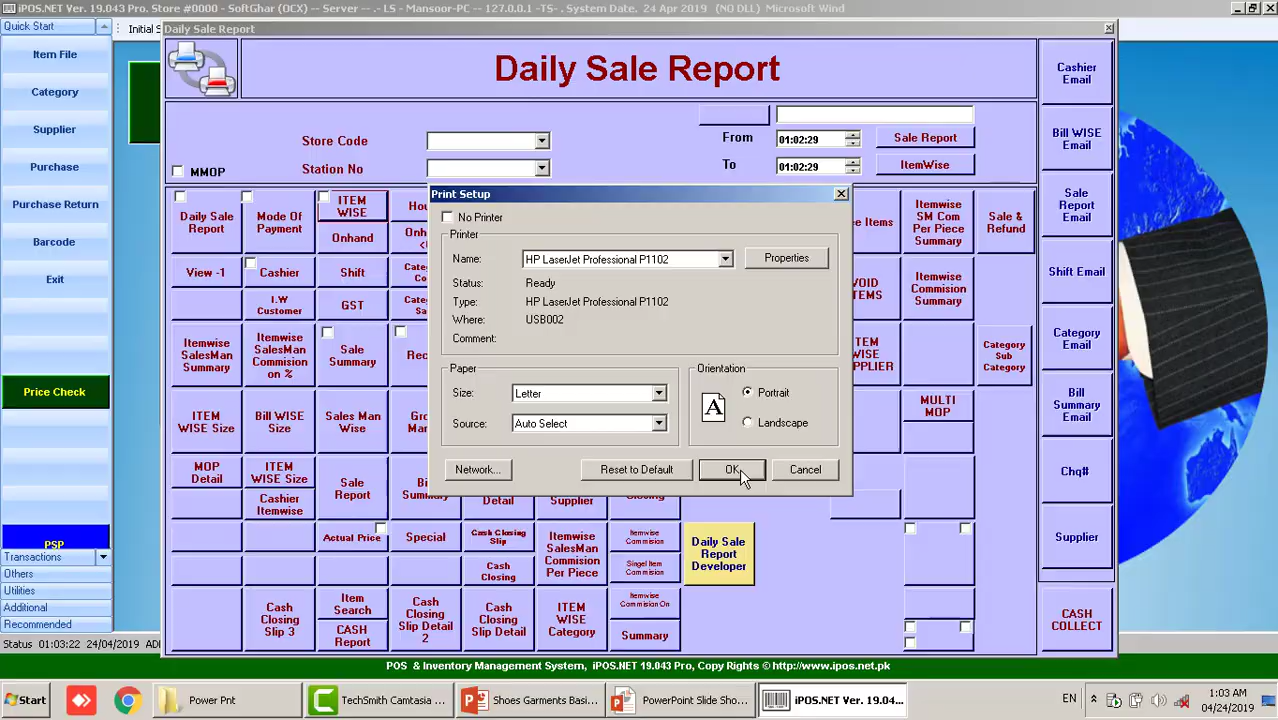 iPOS.NET 19.043 Pro. Store #0000 - SoftGhar (OCX) -- Server -- .- LS - Mansoor-PC -- 127.0.0.1 -TS- . System Date. 24 Apr 2019 (NO DLL) Microsoft Wind
Quick Start
Initial S
Daily Sale Report
Item File
Category
Supplier
Purchase
Purchase Return
Barcode
Exit
Price Check
PSP
Transactions
Others
Utilities
Additional
Recommended
Daily Sale Report
Store Code
Station No
MMOP
From
01:02:29
Sale Report
To
01:02:29
ItemWise
Cashier Email
Bill WISE Email
Sale Report Email
Shift Email
Category Email
Bill Summary Email
Chq#
Supplier
CASH COLLECT
Daily Sale Report
Mode Of Payment
ITEM WISE
Onhand
View -1
Cashier
Shift
I.W Customer
GST
Itemwise SalesMan Summary
Itemwise SalesMan Commision on %
Sale Summary
ITEM WISE Size
Bill WISE Size
Sales Man Wise
MOP Detail
ITEM WISE Size
Cashier Itemwise
Sale Report
Detail
Supplier
Actual Price
Special
Cash Closing Slip
Cash Closing
Itemwise SalesMan Commision Per Piece
Itemwise Commision
Singel Item Commision
Daily Sale Report Developer
Cash Closing Slip 3
Item Search
CASH Report
Cash Closing Slip Detail 2
Cash Closing Slip Detail
ITEM WISE Category
Itemwise Commision On
Summary
Itemwise SM Com Per Piece Summary
Sale & Refund
Itemwise Commision Summary
Category Sub Category
MULTI MOP
Print Setup
No Printer
Printer
Name:
HP LaserJet Professional P1102
Properties
Status:
Ready
Type:
HP LaserJet Professional P1102
Where:
USB002
Comment:
Paper
Size:
Letter
Source:
Auto Select
Orientation
A
Portrait
Landscape
Network...
Reset to Default
OK
Cancel
Status 01:03:22 24/04/2019
POS & Inventory Management System, iPOS.NET 19.043 Pro, Copy Rights © http://www.ipos.net.pk
Start
Power Pnt
TechSmith Camtasia ...
Shoes Garments Basi...
PowerPoint Slide Sho...
iPOS.NET Ver. 19.04...
EN
1:03 AM
04/24/2019